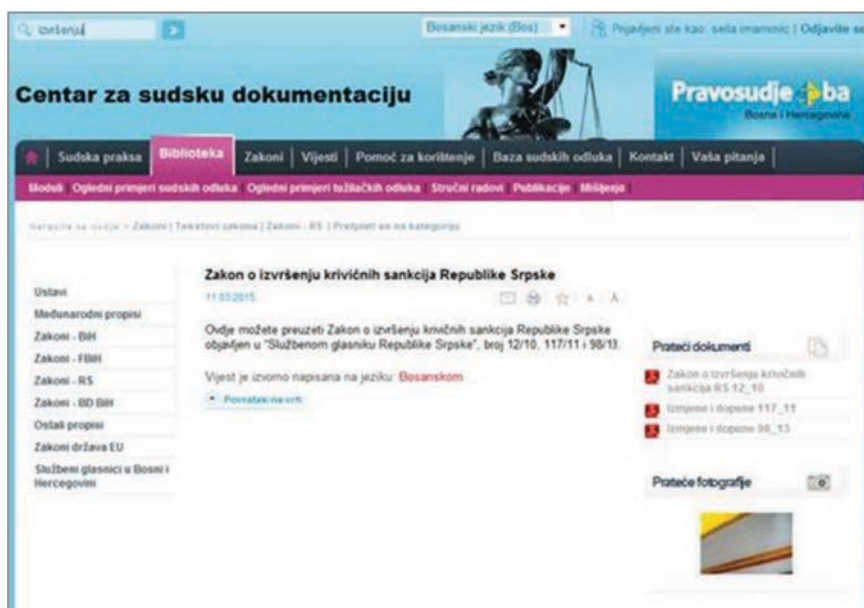 izvršenju
Bosanski jezik (Bos)
Prijavljeni ste kao: seila imamovic | Odjavite se
Centar za sudsku dokumentaciju
Pravosudje ba
Bosna i Hercegovina
Sudska praksa | Biblioteka | Zakoni | Vijesti | Pomoć za korištenje | Baza sudskih odluka | Kontakt | Vaša pitanja
Moduli | Ogledni primjeri sudskih odluka | Ogledni primjeri tužilačkih odluka | Stručni radovi | Publikacije | Mišljenja
Nalazite se ovdje > Zakoni | Tekstovi zakona | Zakoni - RS | Pretplati se na kategoriju
Ustavi
Međunarodni propisi
Zakoni - BiH
Zakoni - FBiH
Zakoni - RS
Zakoni - BD BiH
Ostali propisi
Zakoni država EU
Službeni glasnici u Bosni i
Hercegovini
Zakon o izvršenju krivičnih sankcija Republike Srpske
11.03.2015
A A
Ovdje možete preuzeti Zakon o izvršenju krivičnih sankcija Republike Srpske
objavljen u "Službenom glasniku Republike Srpske", broj 12/10, 117/11 i 98/13.
Vijest je izvorno napisana na jeziku: Bosanskom
Povratak na vrh
Prateći dokumenti
Zakon o izvršenju krivičnih
sankcija RS 12_10
Izmjene i dopune 117_11
Izmjene i dopune 98_13
Prateće fotografije